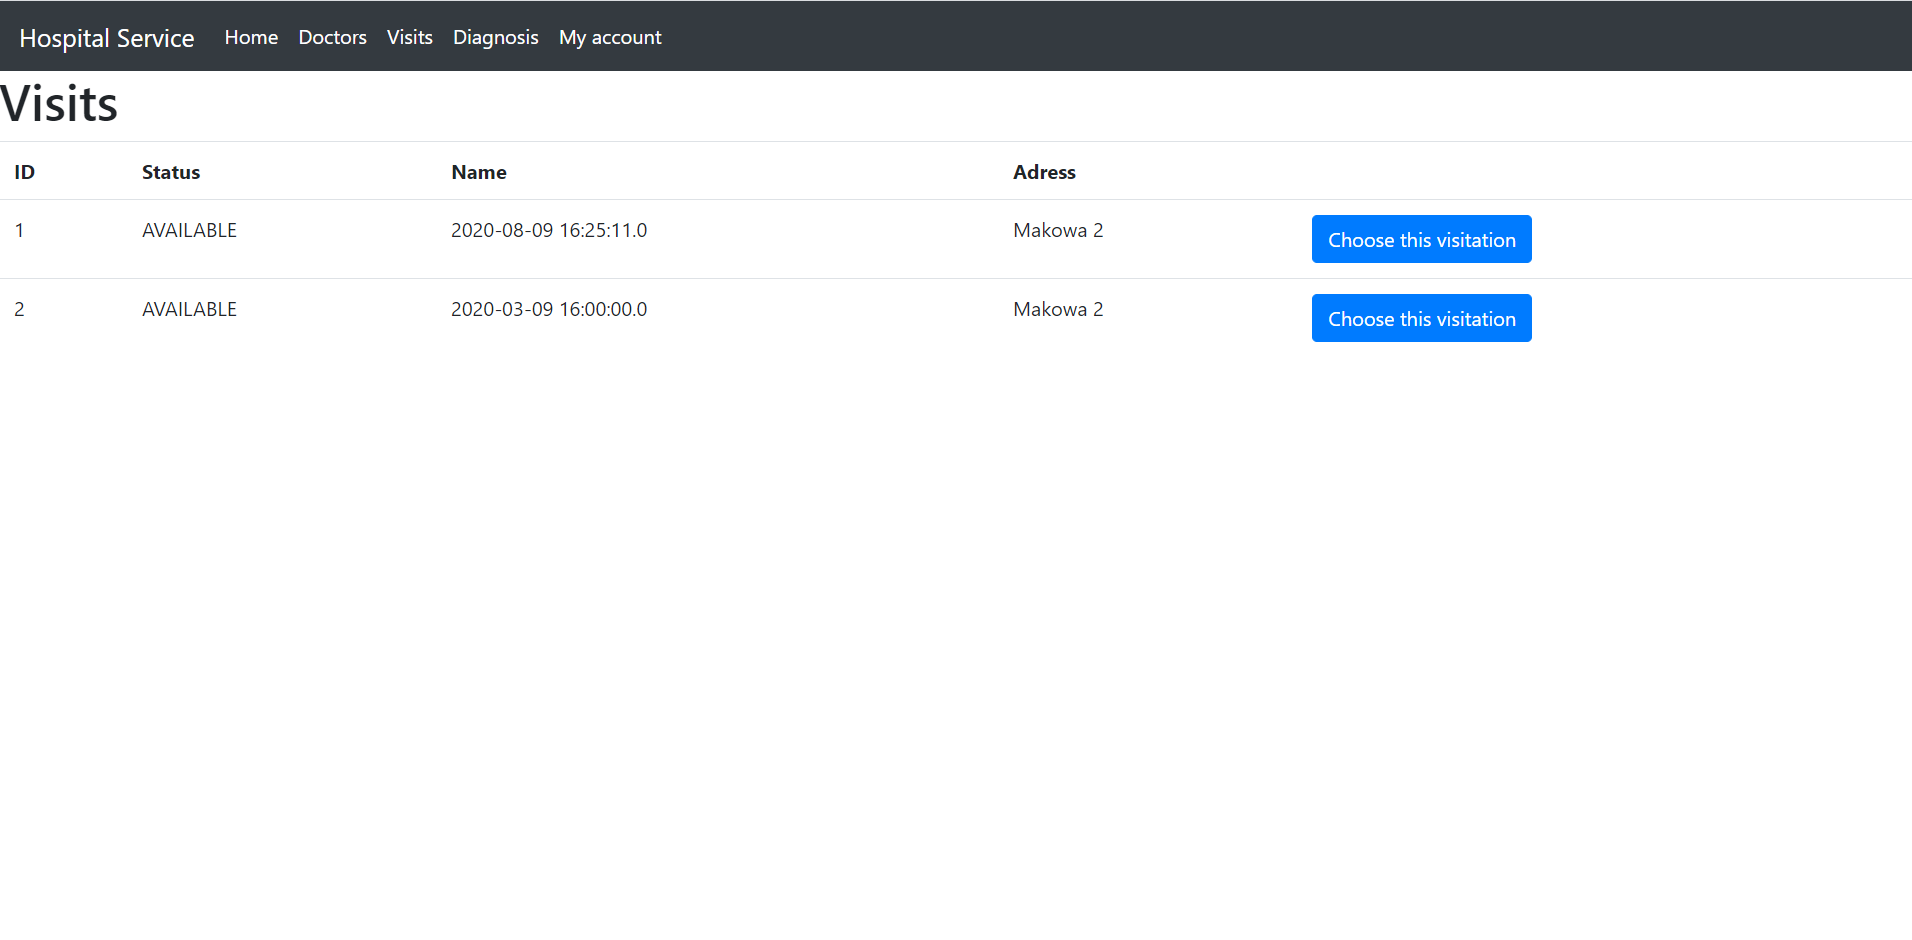 Hospital Service Home Doctors Visits Diagnosis My account
Visits
ID Status Name Adress
1 AVAILABLE 2020-08-09 16:25:11.0 Makowa 2 Choose this visitation
2 AVAILABLE 2020-03-09 16:00:00.0 Makowa 2 Choose this visitation